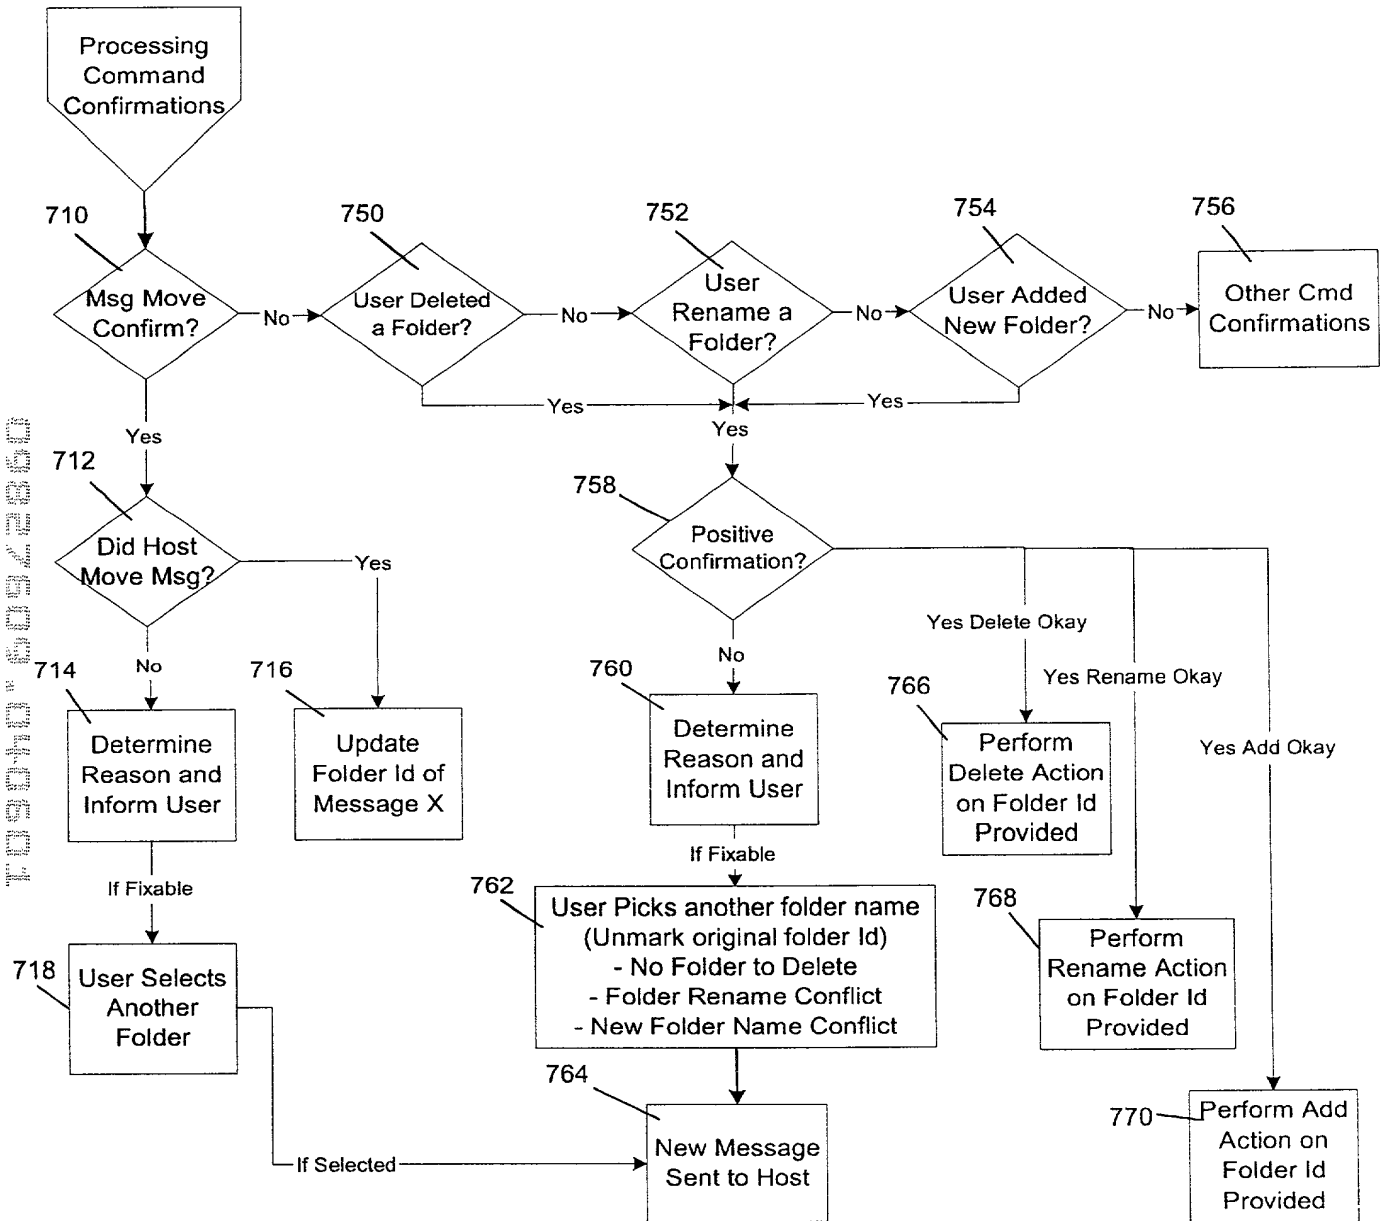 Processing
Command
Confirmations
710
750
752
754
756
Msg Move
Confirm?
No
User Deleted
a Folder?
No
User
Rename a
Folder?
No
User Added
New Folder?
No
Other Cmd
Confirmations
Yes
Yes
Yes
Yes
712
758
Did Host
Move Msg?
Yes
Positive
Confirmation?
No
No
Yes Delete Okay
Yes Rename Okay
Yes Add Okay
714
716
760
766
Determine
Reason and
Inform User
Update
Folder Id of
Message X
Determine
Reason and
Inform User
Perform
Delete Action
on Folder Id
Provided
If Fixable
If Fixable
718
762
768
User Selects
Another
Folder
User Picks another folder name
(Unmark original folder Id)
- No Folder to Delete
- Folder Rename Conflict
- New Folder Name Conflict
Perform
Rename Action
on Folder Id
Provided
764
770
If Selected
New Message
Sent to Host
Perform Add
Action on
Folder Id
Provided